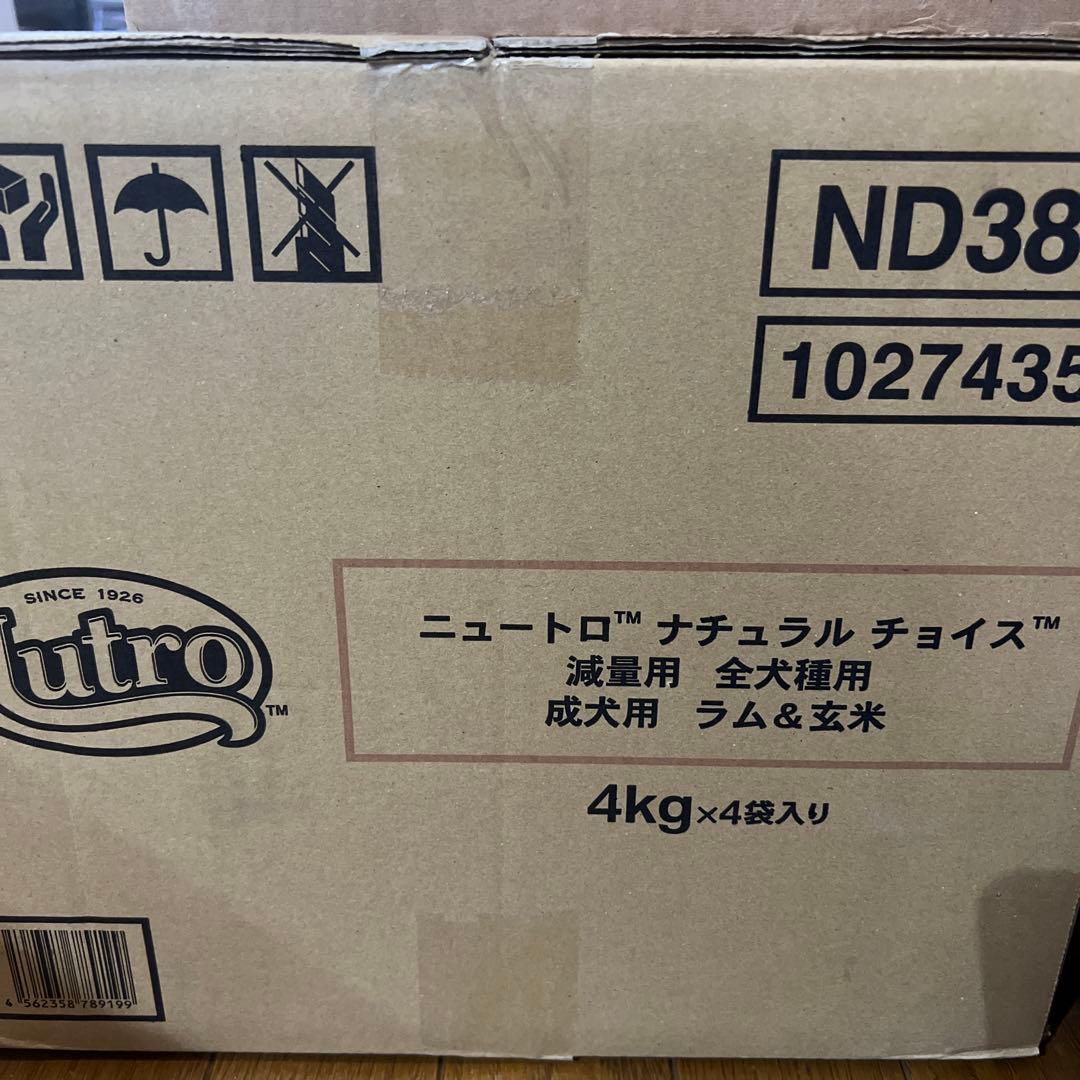 ND38
1027435
SINCE 1926
Nutro™
ニュートロ™ ナチュラル チョイス™
減量用 全犬種用
成犬用 ラム&玄米
4kg×4袋入り
4 562358 789199